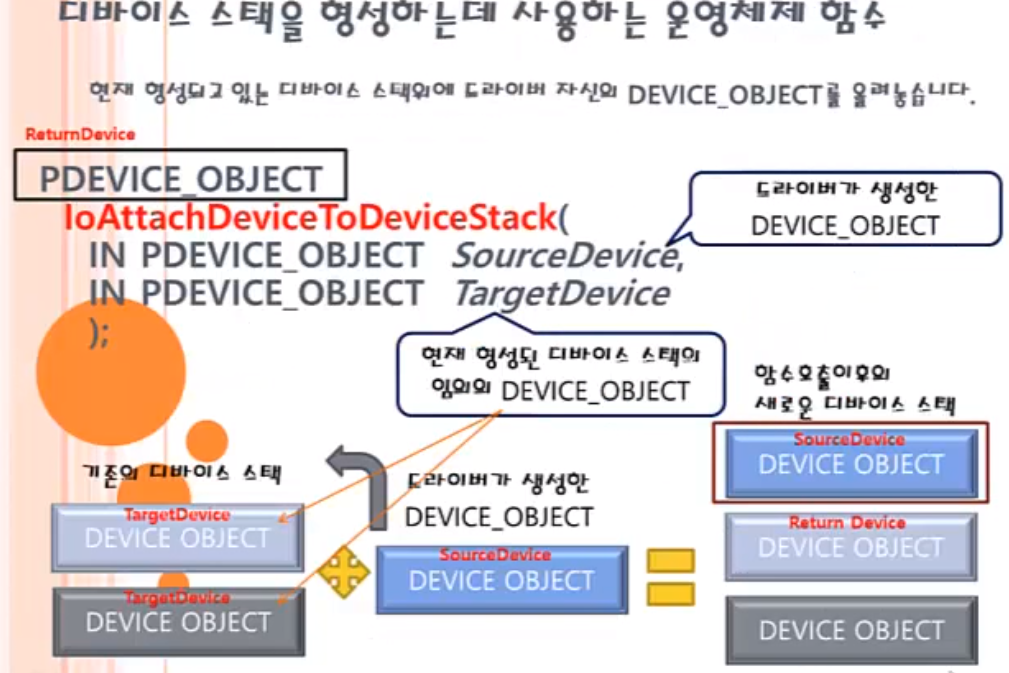 디바이스 스택을 형성하는데 사용하는 운영체제 함수
현재 형성되고 있는 디바이스 스택위에 드라이버 자신의 DEVICE_OBJECT를 올려놓습니다.
ReturnDevice
PDEVICE_OBJECT
IoAttachDeviceToDeviceStack(
IN PDEVICE_OBJECT SourceDevice,
IN PDEVICE_OBJECT TargetDevice
);
드라이버가 생성한
DEVICE_OBJECT
현재 형성된 디바이스 스택의
임의의 DEVICE_OBJECT
기존의 디바이스 스택
TargetDevice
DEVICE OBJECT
TargetDevice
DEVICE OBJECT
드라이버가 생성한
DEVICE_OBJECT
SourceDevice
DEVICE OBJECT
함수호출이후의
새로운 디바이스 스택
SourceDevice
DEVICE OBJECT
Return Device
DEVICE OBJECT
DEVICE OBJECT